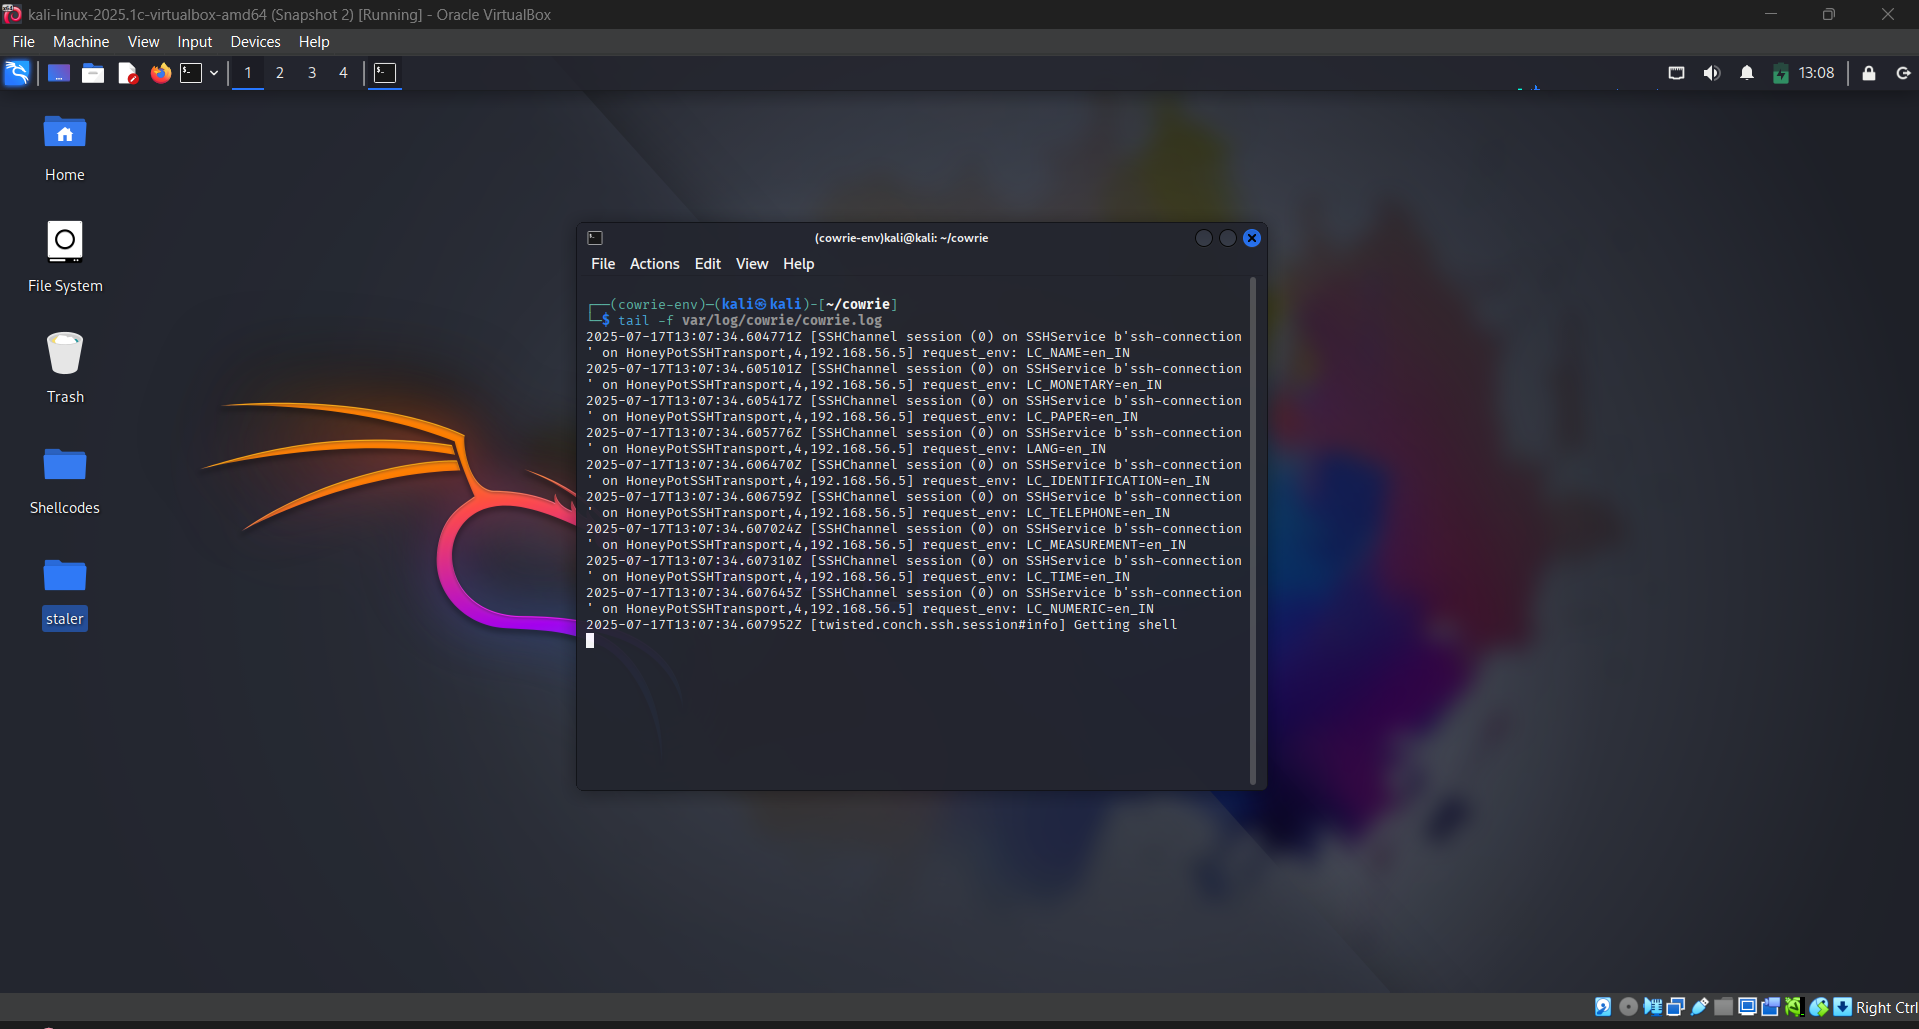 kali-linux-2025.1c-virtualbox-amd64 (Snapshot 2) [Running] - Oracle VirtualBox
File Machine View Input Devices Help
1 2 3 4 13:08
Home
File System
Trash
Shellcodes
staler
(cowrie-env)kali@kali: ~/cowrie
File Actions Edit View Help
┌──(cowrie-env)─(kali㉿kali)-[~/cowrie]
└─$ tail -f var/log/cowrie/cowrie.log
2025-07-17T13:07:34.604771Z [SSHChannel session (0) on SSHService b'ssh-connection
' on HoneyPotSSHTransport,4,192.168.56.5] request_env: LC_NAME=en_IN
2025-07-17T13:07:34.605101Z [SSHChannel session (0) on SSHService b'ssh-connection
' on HoneyPotSSHTransport,4,192.168.56.5] request_env: LC_MONETARY=en_IN
2025-07-17T13:07:34.605417Z [SSHChannel session (0) on SSHService b'ssh-connection
' on HoneyPotSSHTransport,4,192.168.56.5] request_env: LC_PAPER=en_IN
2025-07-17T13:07:34.605776Z [SSHChannel session (0) on SSHService b'ssh-connection
' on HoneyPotSSHTransport,4,192.168.56.5] request_env: LANG=en_IN
2025-07-17T13:07:34.606470Z [SSHChannel session (0) on SSHService b'ssh-connection
' on HoneyPotSSHTransport,4,192.168.56.5] request_env: LC_IDENTIFICATION=en_IN
2025-07-17T13:07:34.606759Z [SSHChannel session (0) on SSHService b'ssh-connection
' on HoneyPotSSHTransport,4,192.168.56.5] request_env: LC_TELEPHONE=en_IN
2025-07-17T13:07:34.607024Z [SSHChannel session (0) on SSHService b'ssh-connection
' on HoneyPotSSHTransport,4,192.168.56.5] request_env: LC_MEASUREMENT=en_IN
2025-07-17T13:07:34.607310Z [SSHChannel session (0) on SSHService b'ssh-connection
' on HoneyPotSSHTransport,4,192.168.56.5] request_env: LC_TIME=en_IN
2025-07-17T13:07:34.607645Z [SSHChannel session (0) on SSHService b'ssh-connection
' on HoneyPotSSHTransport,4,192.168.56.5] request_env: LC_NUMERIC=en_IN
2025-07-17T13:07:34.607952Z [twisted.conch.ssh.session#info] Getting shell
Right Ctrl